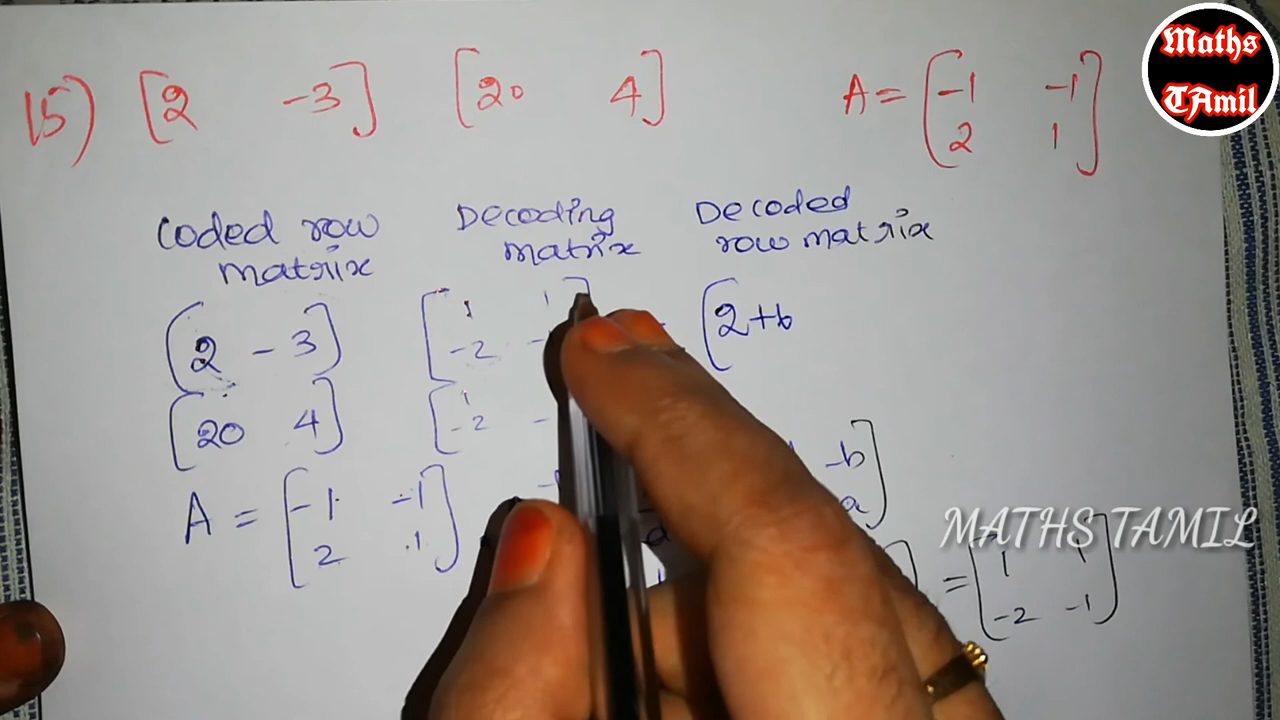 15) [2 -3] [20 4] A = [-1 -1
2 1]
Maths
TAmil
Coded row
matrix
Decoding
matrix
Decoded
row matrix
[2 -3] [1 1
-2 = [2+6
[20 4] [1
-2
A = [-1 -1
2 1]
-b
a]
= [1 1
-2 -1]
MATHS TAMIL